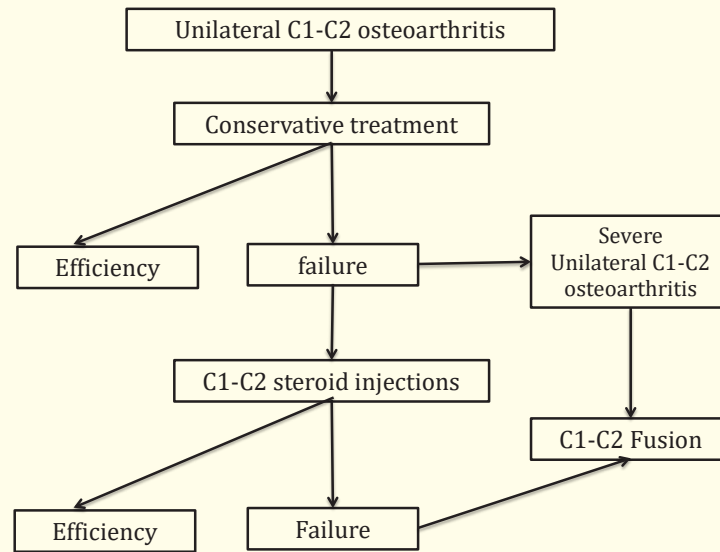 Unilateral C1-C2 osteoarthritis
Conservative treatment
Efficiency
failure
Severe
Unilateral C1-C2
osteoarthritis
C1-C2 steroid injections
C1-C2 Fusion
Efficiency
Failure